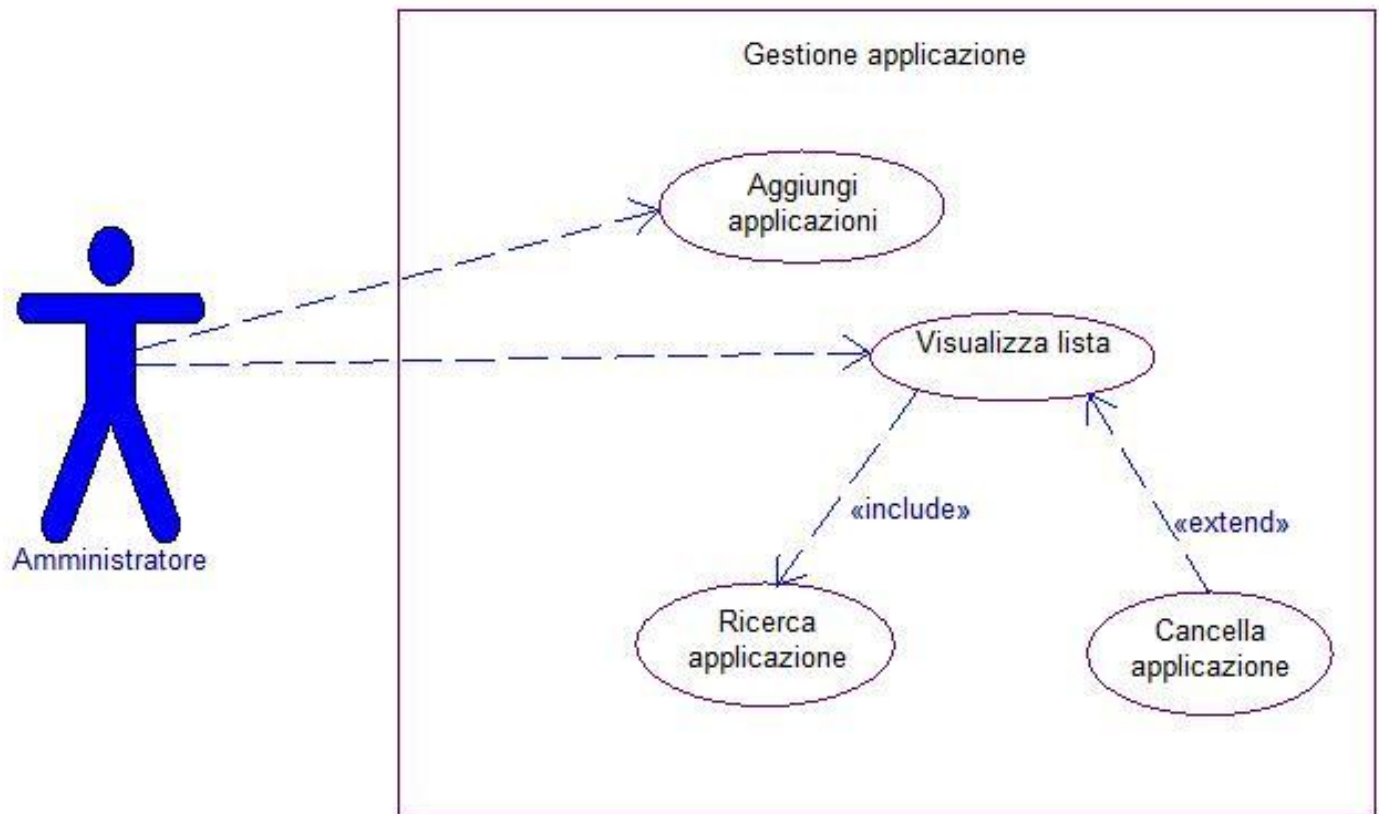 Gestione applicazione
Aggiungi
applicazioni
Visualizza lista
«include»
«extend»
Amministratore
Ricerca
applicazione
Cancella
applicazione